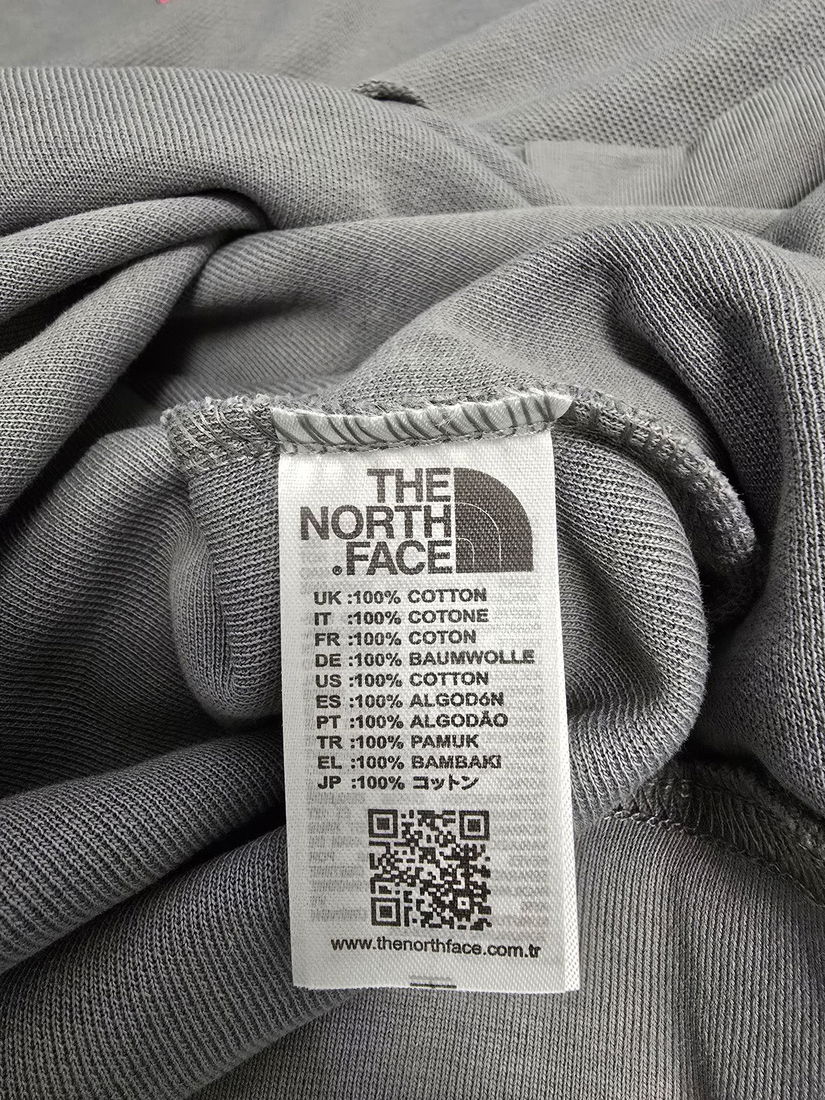 THE
NORTH
®.FACE
UK :100% COTTON
IT :100% COTONE
FR :100% COTON
DE :100% BAUMWOLLE
US :100% COTTON
ES :100% ALGODóN
PT :100% ALGODÃO
TR :100% PAMUK
EL :100% BAMBAKI
JP :100% コットン
www.thenorthface.com.tr